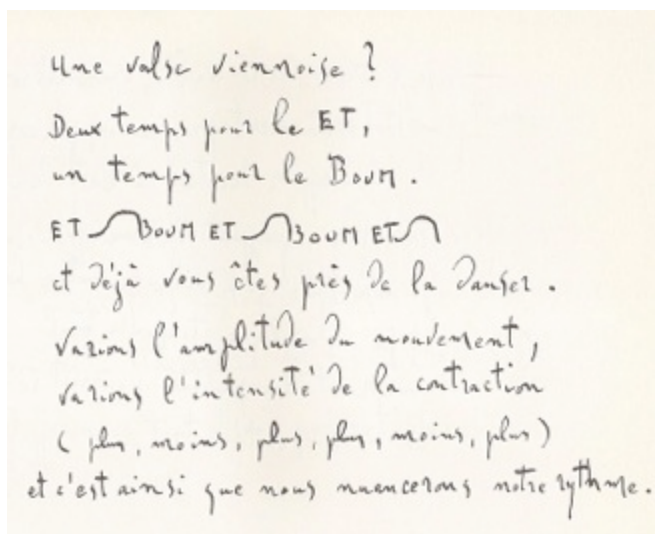 une valse viennoise ?
Deux temps pour le ET,
un temps pour le BOUM.
ET BOUM ET BOUM ET
et déjà vous êtes près de la danser.
varions l'amplitude du mouvement,
varions l'intensité de la contraction
(plus, moins, plus, plus, moins, plus)
et c'est ainsi que nous nuancerons notre rythme.